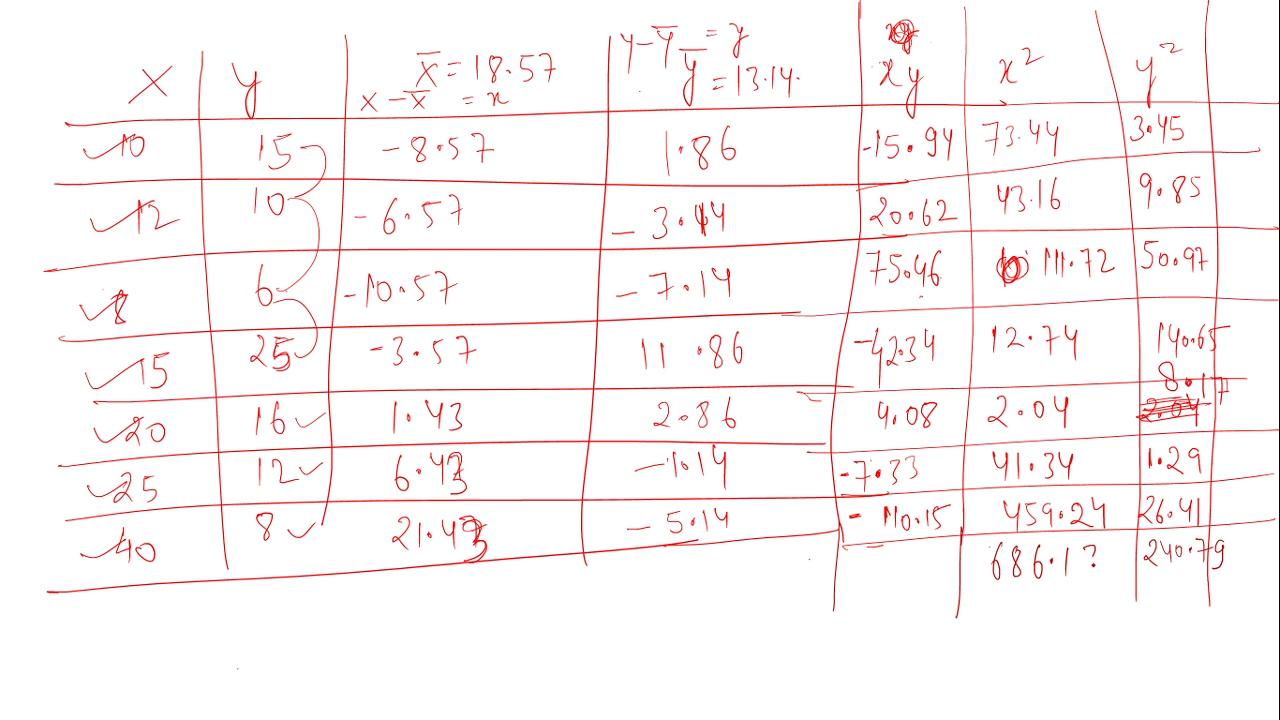 y - ȳ = y
X y x̄ = 18.57 ȳ = 13.14 xy x² y²
x - x̄ = x
10 15 -8.57 1.86 -15.94 73.44 3.45
12 10 -6.57 -3.14 20.62 43.16 9.85
8 6 -10.57 -7.14 75.46 111.72 50.97
15 25 -3.57 11.86 -42.34 12.74 140.65
20 16 1.43 2.86 4.08 2.04 8.17
25 12 6.43 -1.14 -7.33 41.34 1.29
40 8 21.43 -5.14 -110.15 459.24 26.41
686.1? 240.79